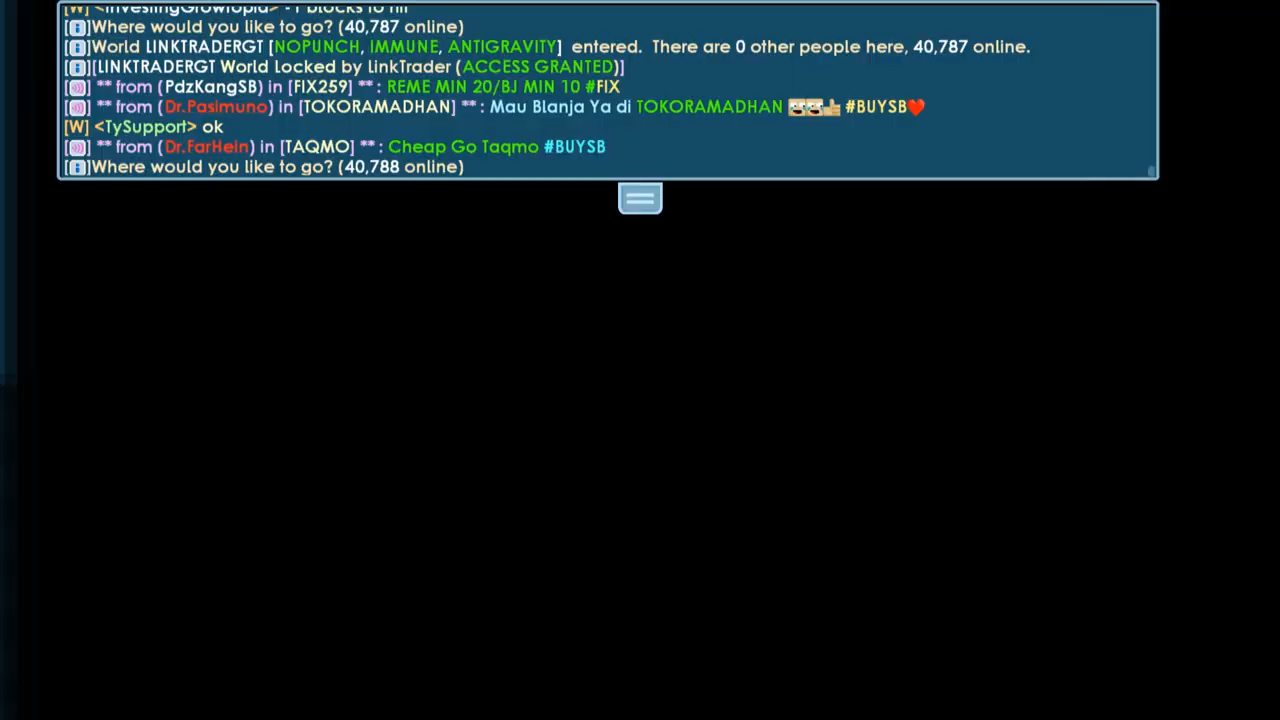 [W] <InvestingGrowtopia> -1 blocks to hit
[i]Where would you like to go? (40,787 online)
[i]World LINKTRADERGT [NOPUNCH, IMMUNE, ANTIGRAVITY] entered. There are 0 other people here, 40,787 online.
[i][LINKTRADERGT World Locked by LinkTrader (ACCESS GRANTED)]
[] ** from (PdzKangSB) in [FIX259] ** : REME MIN 20/BJ MIN 10 #FIX
[] ** from (Dr.Pasimuno) in [TOKORAMADHAN] ** : Mau Blanja Ya di TOKORAMADHAN #BUYSB
[W] <TySupport> ok
[] ** from (Dr.FarHein) in [TAQMO] ** : Cheap Go Taqmo #BUYSB
[i]Where would you like to go? (40,788 online)